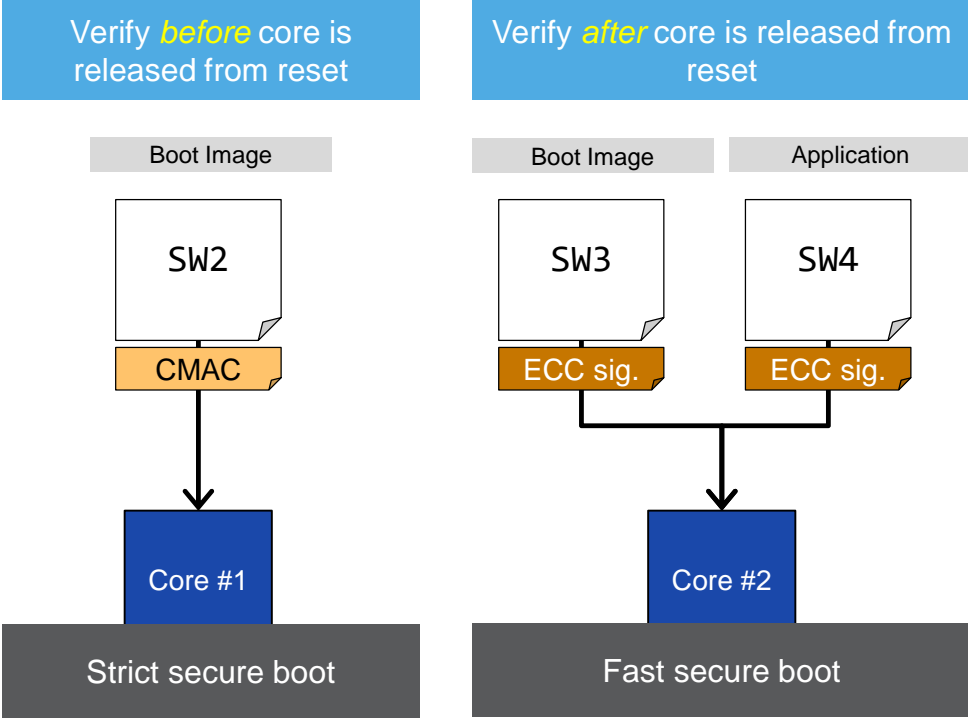 Verify before core is
released from reset
Boot Image
SW2
CMAC
Core #1
Strict secure boot
Verify after core is released from
reset
Boot Image
Application
SW3
SW4
ECC sig.
ECC sig.
Core #2
Fast secure boot